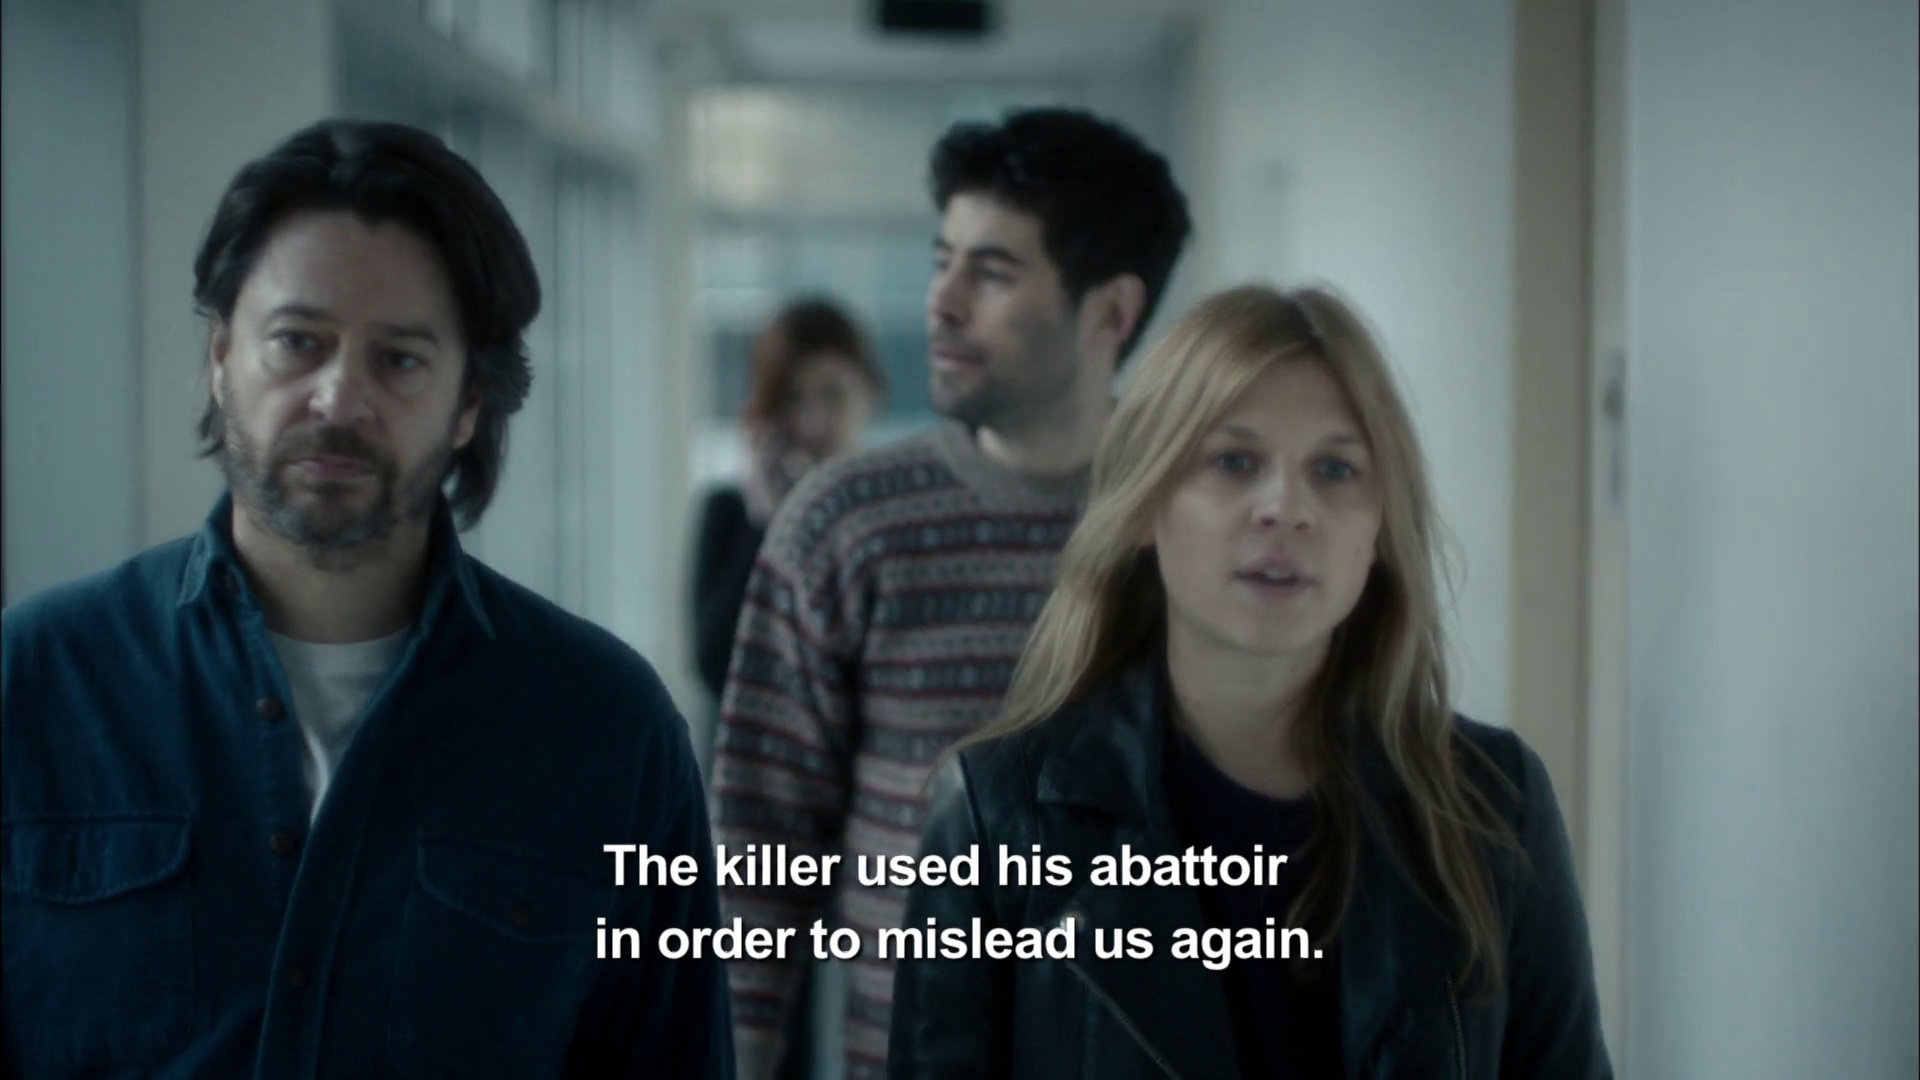 The killer used his abattoir
in order to mislead us again.